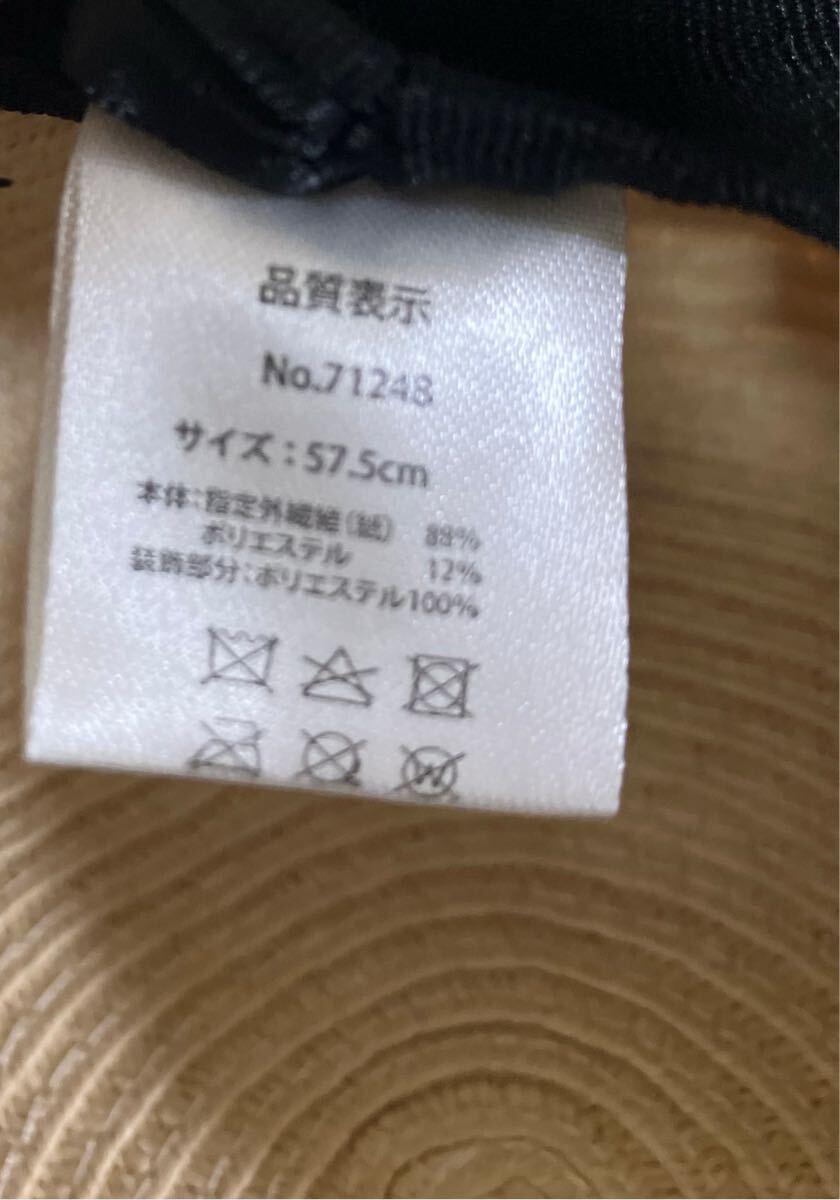 品質表示
No.71248
サイズ：57.5cm
本体：指定外繊維（紙） 88%
ポリエステル 12%
装飾部分：ポリエステル100%
W